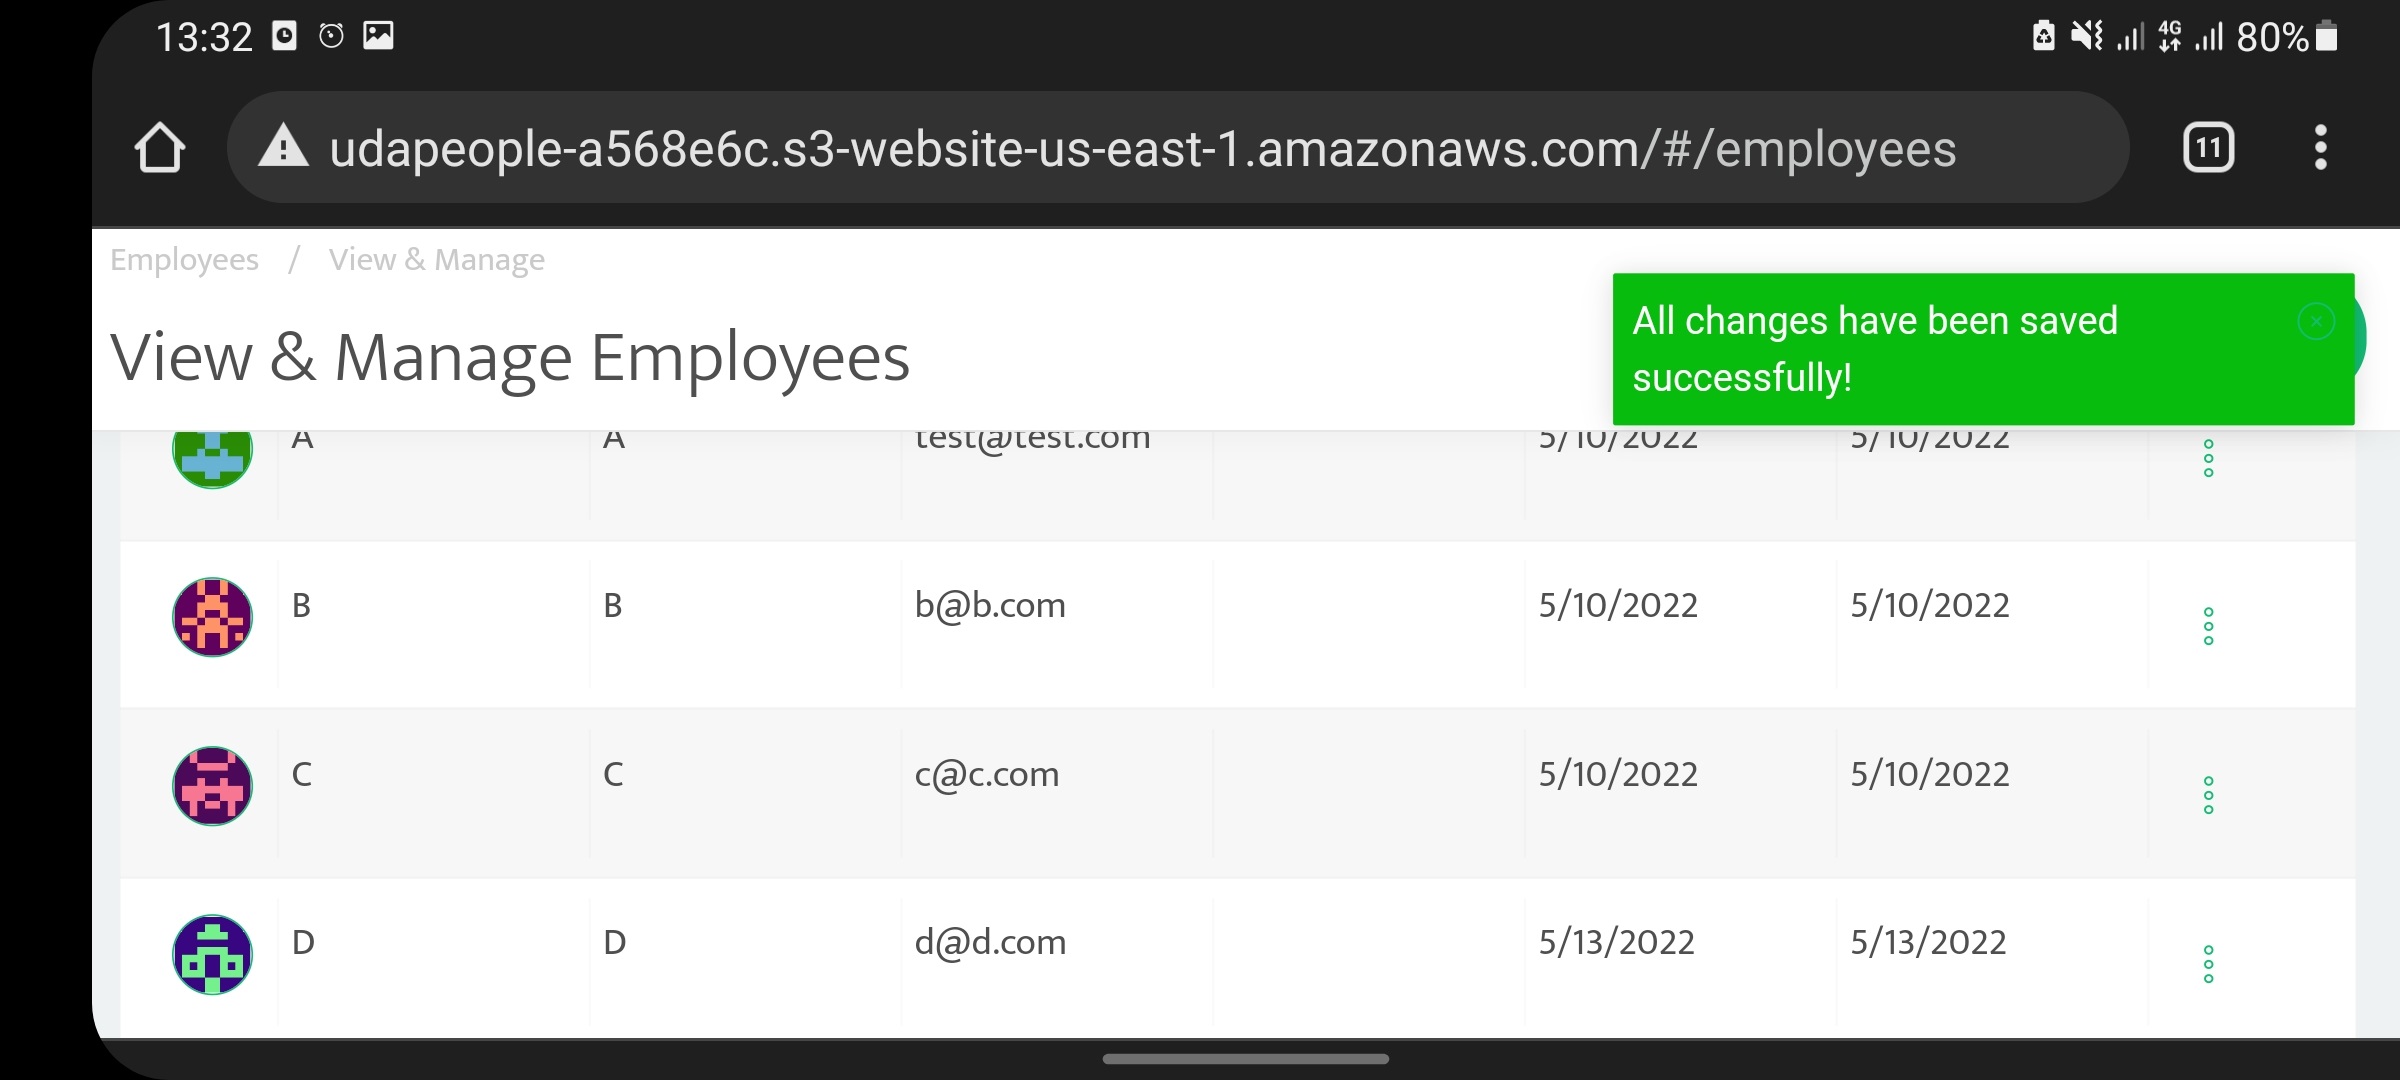 13:32 4G 80%
udapeople-a568e6c.s3-website-us-east-1.amazonaws.com/#/employees 11
Employees / View & Manage
View & Manage Employees
All changes have been saved
successfully!
A A test@test.com 5/10/2022 5/10/2022
B B b@b.com 5/10/2022 5/10/2022
C C c@c.com 5/10/2022 5/10/2022
D D d@d.com 5/13/2022 5/13/2022